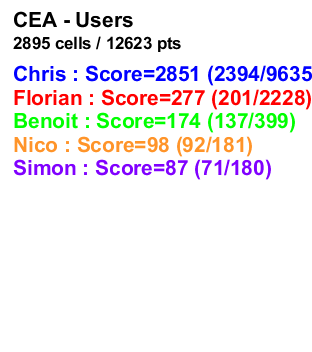 CEA - Users
2895 cells / 12623 pts
Chris : Score=2851 (2394/9635
Florian : Score=277 (201/2228)
Benoit : Score=174 (137/399)
Nico : Score=98 (92/181)
Simon : Score=87 (71/180)